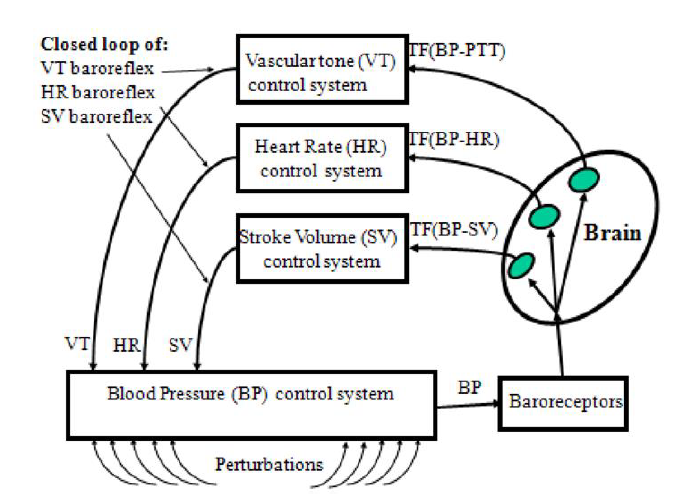 Closed loop of:
VT baroreflex
HR baroreflex
SV baroreflex
Vascular tone (VT)
control system
TF(BP-PTT)
Heart Rate (HR)
control system
TF(BP-HR)
Stroke Volume (SV)
control system
TF(BP-SV)
Brain
VT
HR
SV
Blood Pressure (BP) control system
BP
Baroreceptors
Perturbations